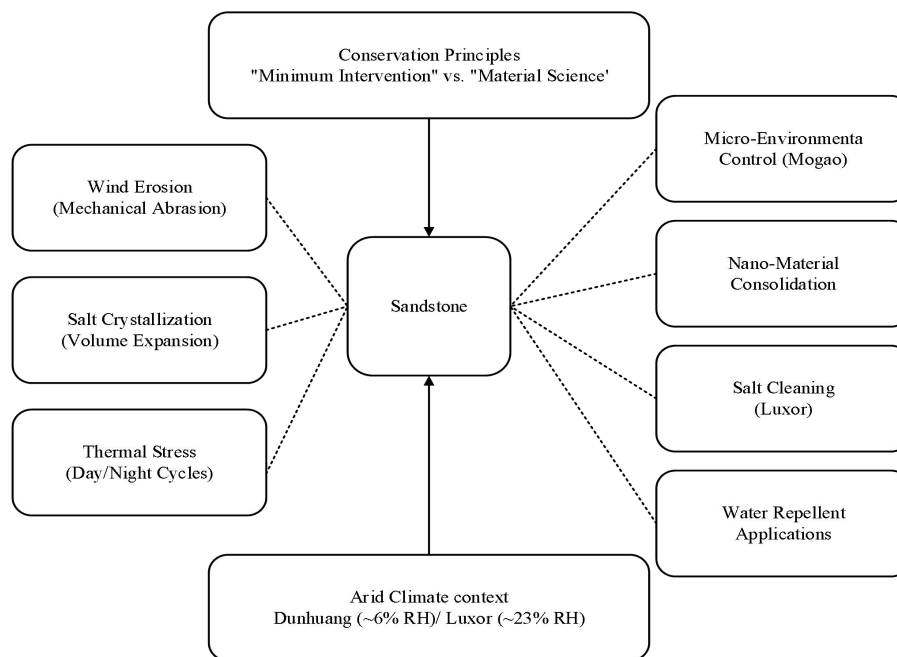 Conservation Principles
"Minimum Intervention" vs. "Material Science'
Wind Erosion
(Mechanical Abrasion)
Salt Crystallization
(Volume Expansion)
Thermal Stress
(Day/Night Cycles)
Sandstone
Micro-Environmenta
Control (Mogao)
Nano-Material
Consolidation
Salt Cleaning
(Luxor)
Water Repellent
Applications
Arid Climate context
Dunhuang (~6% RH)/ Luxor (~23% RH)